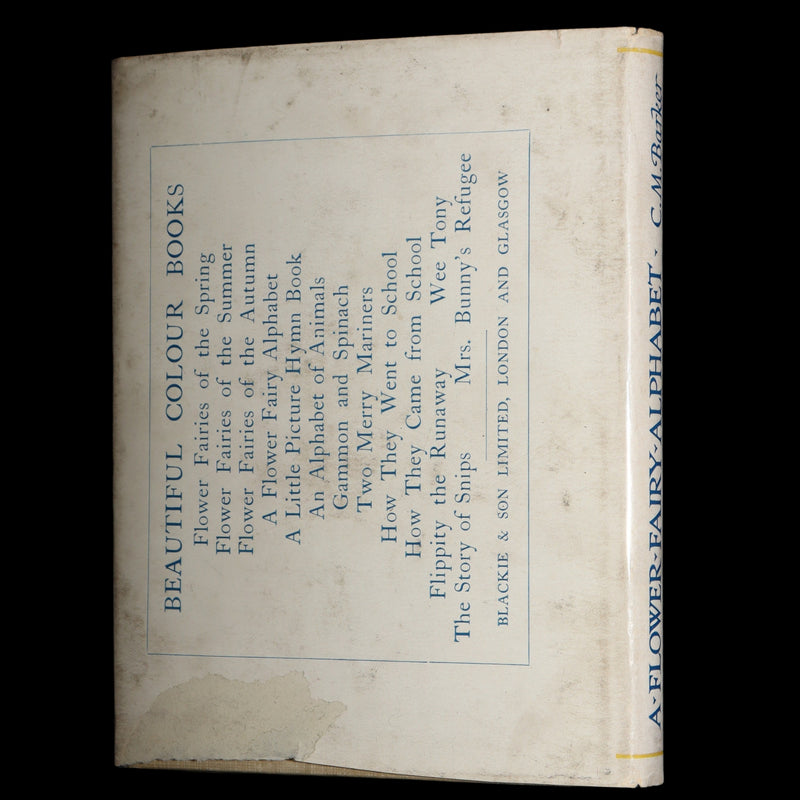 BEAUTIFUL COLOUR BOOKS
Flower Fairies of the Spring
Flower Fairies of the Summer
Flower Fairies of the Autumn
A Flower Fairy Alphabet
A Little Picture Hymn Book
An Alphabet of Animals
Gammon and Spinach
Two Merry Mariners
How They Went to School
How They Came from School
Flippity the Runaway Wee Tony
The Story of Snips Mrs. Bunny's Refugee
BLACKIE & SON LIMITED, LONDON AND GLASGOW
A·FLOWER·FAIRY·ALPHABET · C.M.Barker